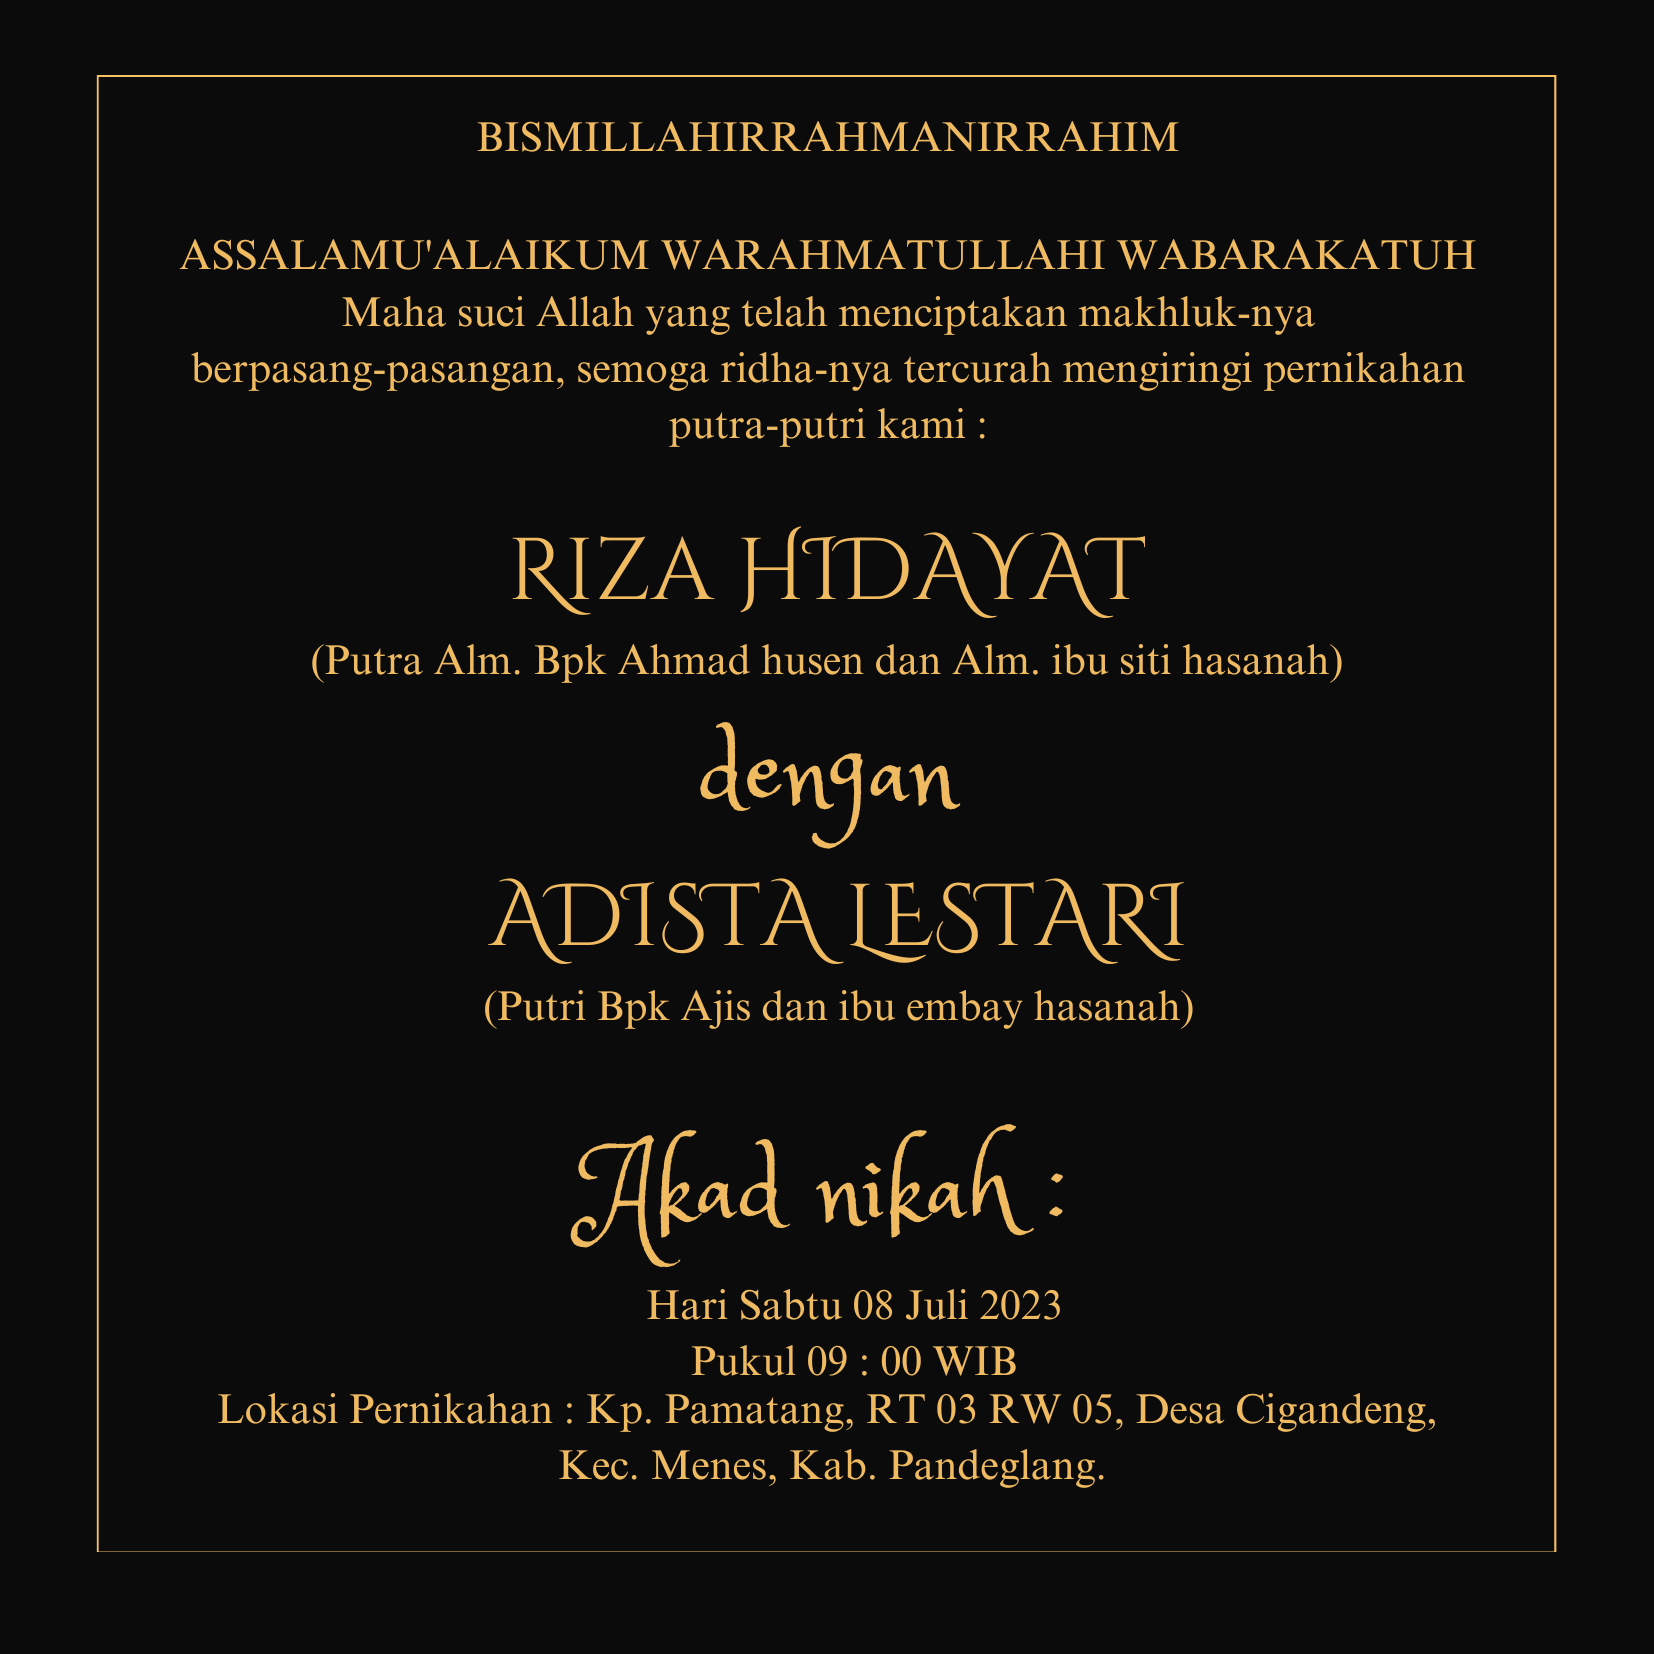 BISMILLAHIRRAHMANIRRAHIM
ASSALAMU'ALAIKUM WARAHMATULLAHI WABARAKATUH
Maha suci Allah yang telah menciptakan makhluk-nya
berpasang-pasangan, semoga ridha-nya tercurah mengiringi pernikahan
putra-putri kami :
RIZA HIDAYAT
(Putra Alm. Bpk Ahmad husen dan Alm. ibu siti hasanah)
dengan
ADISTA LESTARI
(Putri Bpk Ajis dan ibu embay hasanah)
Akad nikah :
Hari Sabtu 08 Juli 2023
Pukul 09 : 00 WIB
Lokasi Pernikahan : Kp. Pamatang, RT 03 RW 05, Desa Cigandeng,
Kec. Menes, Kab. Pandeglang.